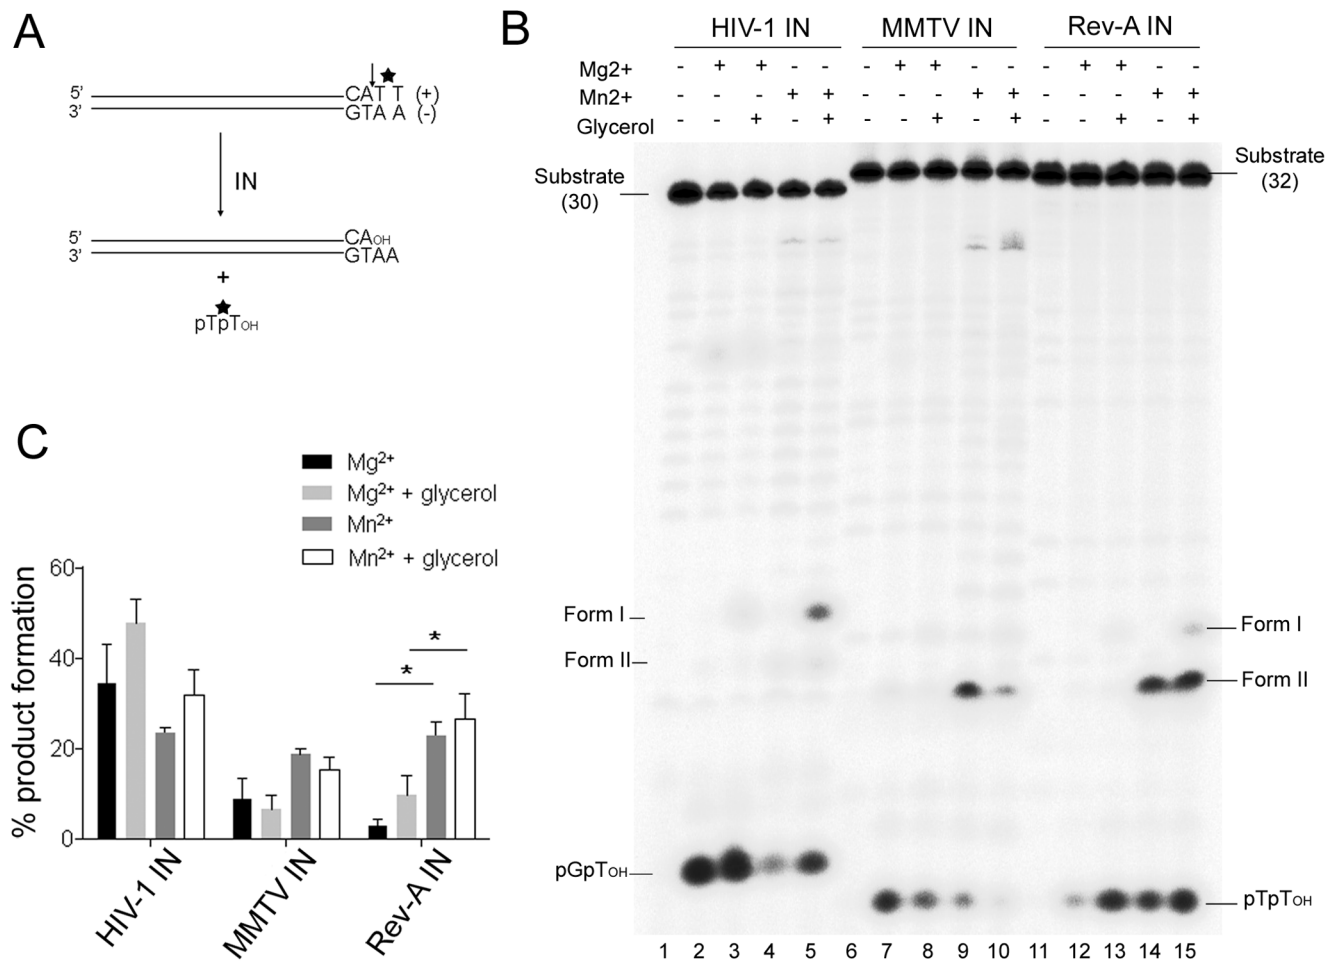 A
5' CATT (+)
3' GTAA (-)
IN
5' CAOH
3' GTAA
+
pTpTOH
B
HIV-1 IN MMTV IN Rev-A IN
Mg2+ - + + - - - + + - - - + + - -
Mn2+ - - - + + - - - + + - - - + +
Glycerol - - + - + - - + - + - - + - +
Substrate
(30)
Substrate
(32)
Form I
Form II
Form I
Form II
pGpTOH
pTpTOH
1 2 3 4 5 6 7 8 9 10 11 12 13 14 15
C
Mg2+
Mg2+ + glycerol
Mn2+
Mn2+ + glycerol
% product formation
60
40
20
0
* 
*
HIV-1 IN
MMTV IN
Rev-A IN